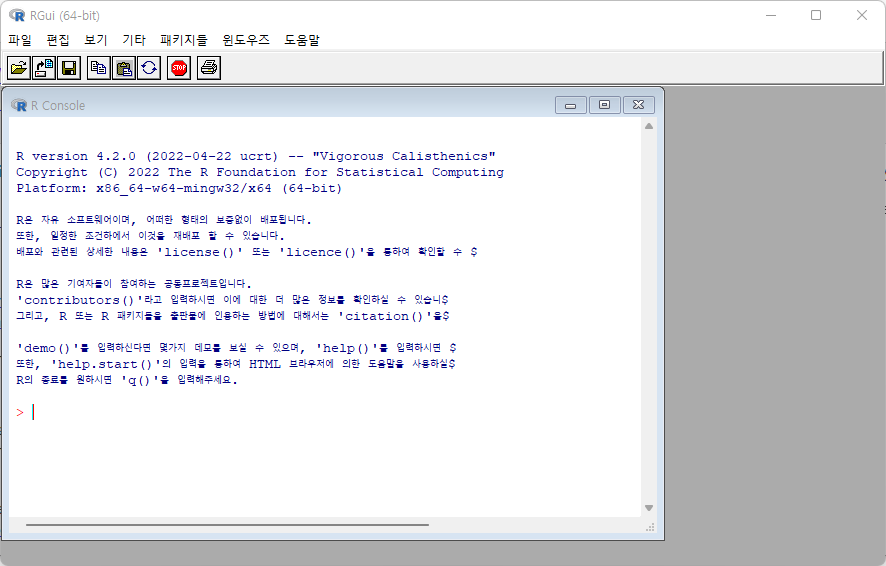 RGui (64-bit)
파일 편집 보기 기타 패키지들 윈도우즈 도움말
STOP
R Console
R version 4.2.0 (2022-04-22 ucrt) -- "Vigorous Calisthenics"
Copyright (C) 2022 The R Foundation for Statistical Computing
Platform: x86_64-w64-mingw32/x64 (64-bit)
R은 자유 소프트웨어이며, 어떠한 형태의 보증없이 배포됩니다.
또한, 일정한 조건하에서 이것을 재배포 할 수 있습니다.
배포와 관련된 상세한 내용은 'license()' 또는 'licence()'을 통하여 확인할 수 $
R은 많은 기여자들이 참여하는 공동프로젝트입니다.
'contributors()'라고 입력하시면 이에 대한 더 많은 정보를 확인하실 수 있습니$
그리고, R 또는 R 패키지들을 출판물에 인용하는 방법에 대해서는 'citation()'을$
'demo()'를 입력하신다면 몇가지 데모를 보실 수 있으며, 'help()'를 입력하시면 $
또한, 'help.start()'의 입력을 통하여 HTML 브라우저에 의한 도움말을 사용하실$
R의 종료를 원하시면 'q()'을 입력해주세요.
>